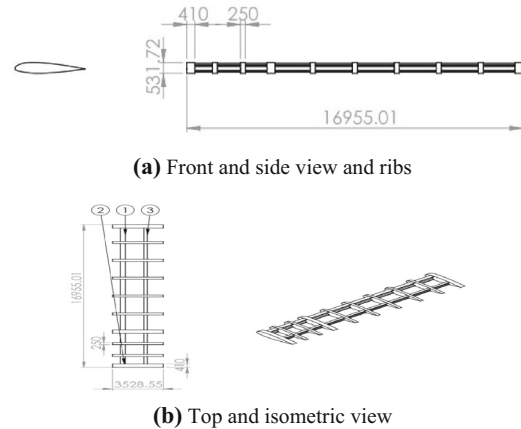 410 250
531,72
16955.01
(a) Front and side view and ribs
2 1 3
16955.01
250
410
3528.55
(b) Top and isometric view